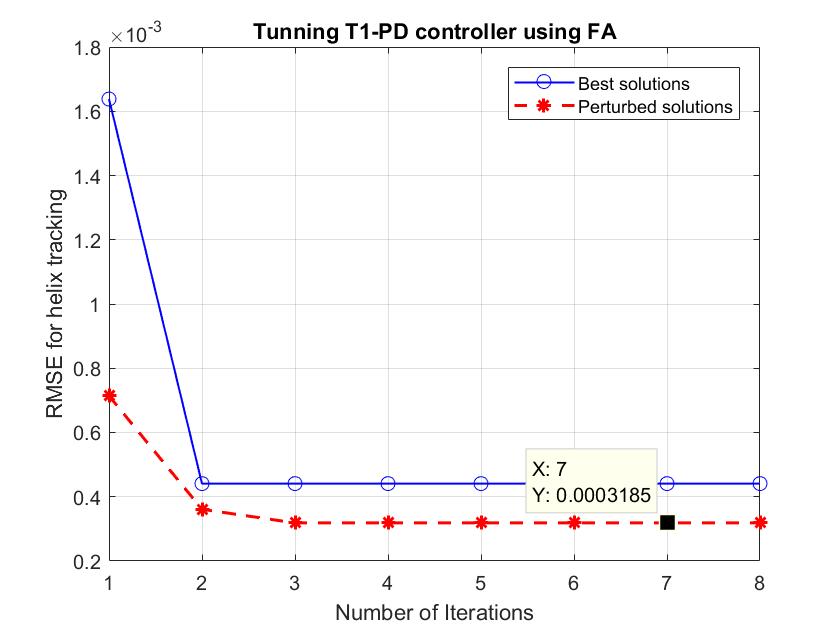 Tunning T1-PD controller using FA
×10^-3
1.8
1.6
1.4
1.2
1
0.8
0.6
0.4
0.2
RMSE for helix tracking
Best solutions
Perturbed solutions
X: 7
Y: 0.0003185
1 2 3 4 5 6 7 8
Number of Iterations